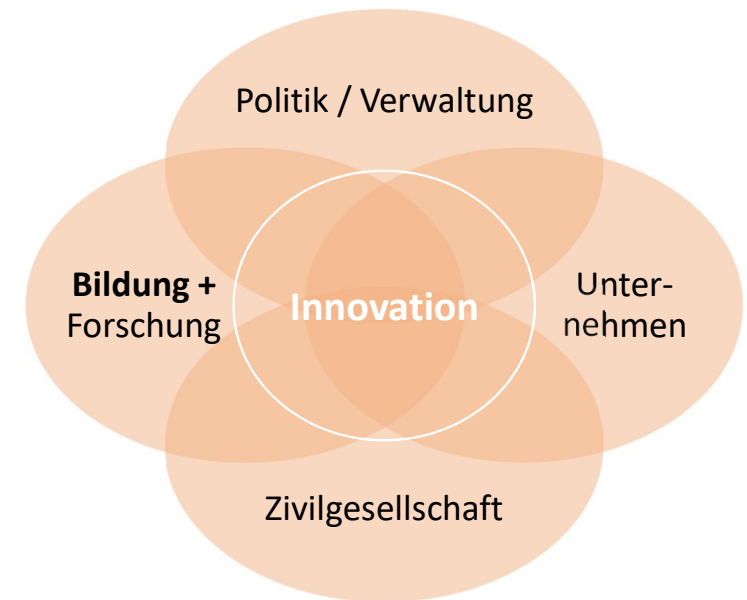 Politik / Verwaltung
Bildung +
Forschung
Innovation
Unter-
nehmen
Zivilgesellschaft